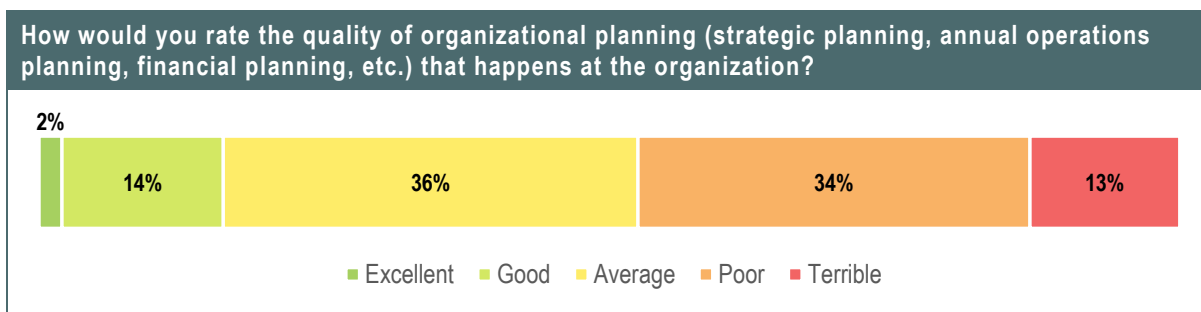 How would you rate the quality of organizational planning (strategic planning, annual operations
planning, financial planning, etc.) that happens at the organization?
2%
14% 36% 34% 13%
Excellent Good Average Poor Terrible